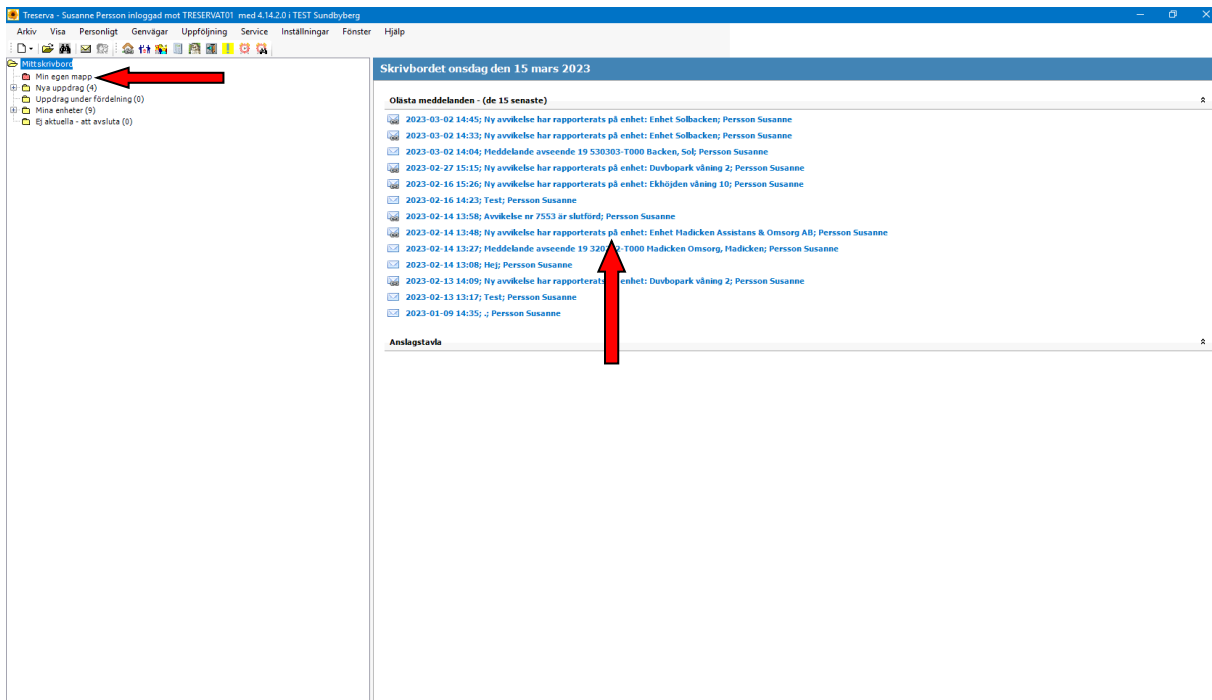 Treserva - Susanne Persson inloggad mot TRESERVAT01 med 4.14.2.0 i TEST Sundbyberg
Arkiv Visa Personligt Genvägar Uppföljning Service Inställningar Fönster Hjälp
Mitt skrivbord
Min egen mapp
Nya uppdrag (4)
Uppdrag under fördelning (0)
Mina enheter (9)
Ej aktuella - att avsluta (0)
Skrivbordet onsdag den 15 mars 2023
Olästa meddelanden - (de 15 senaste)
2023-03-02 14:45; Ny avvikelse har rapporterats på enhet: Enhet Solbacken; Persson Susanne
2023-03-02 14:33; Ny avvikelse har rapporterats på enhet: Enhet Solbacken; Persson Susanne
2023-03-02 14:04; Meddelande avseende 19 530303-T000 Backen, Sol; Persson Susanne
2023-02-27 15:15; Ny avvikelse har rapporterats på enhet: Duvbopark våning 2; Persson Susanne
2023-02-16 15:26; Ny avvikelse har rapporterats på enhet: Ekhöjden våning 10; Persson Susanne
2023-02-16 14:23; Test; Persson Susanne
2023-02-14 13:58; Avvikelse nr 7553 är slutförd; Persson Susanne
2023-02-14 13:48; Ny avvikelse har rapporterats på enhet: Enhet Madicken Assistans & Omsorg AB; Persson Susanne
2023-02-14 13:27; Meddelande avseende 19 Madicken Omsorg, Madicken; Persson Susanne
2023-02-14 13:08; Hej; Persson Susanne
2023-02-13 14:09; Ny avvikelse har rapporterats enhet: Duvbopark våning 2; Persson Susanne
2023-02-13 13:17; Test; Persson Susanne
2023-01-09 14:35; .; Persson Susanne
Anslagstavla